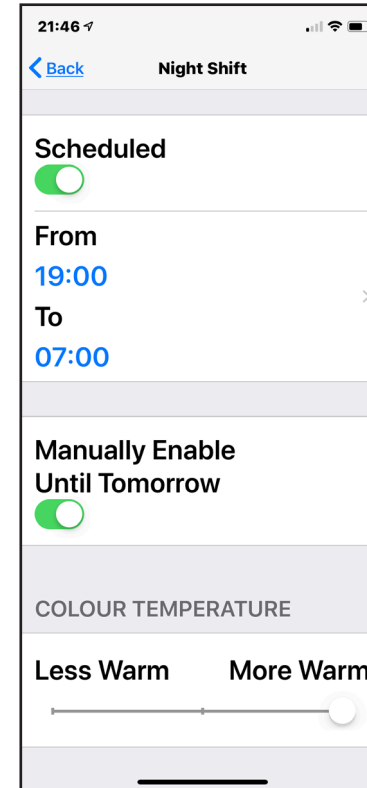 21:46
Back Night Shift
Scheduled
From
19:00
To
07:00
Manually Enable
Until Tomorrow
COLOUR TEMPERATURE
Less Warm More Warm